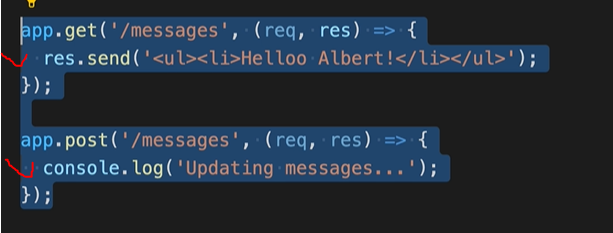 app.get('/messages', (req, res) => {
  res.send('<ul><li>Helloo Albert!</li></ul>');
});

app.post('/messages', (req, res) => {
  console.log('Updating messages...');
});